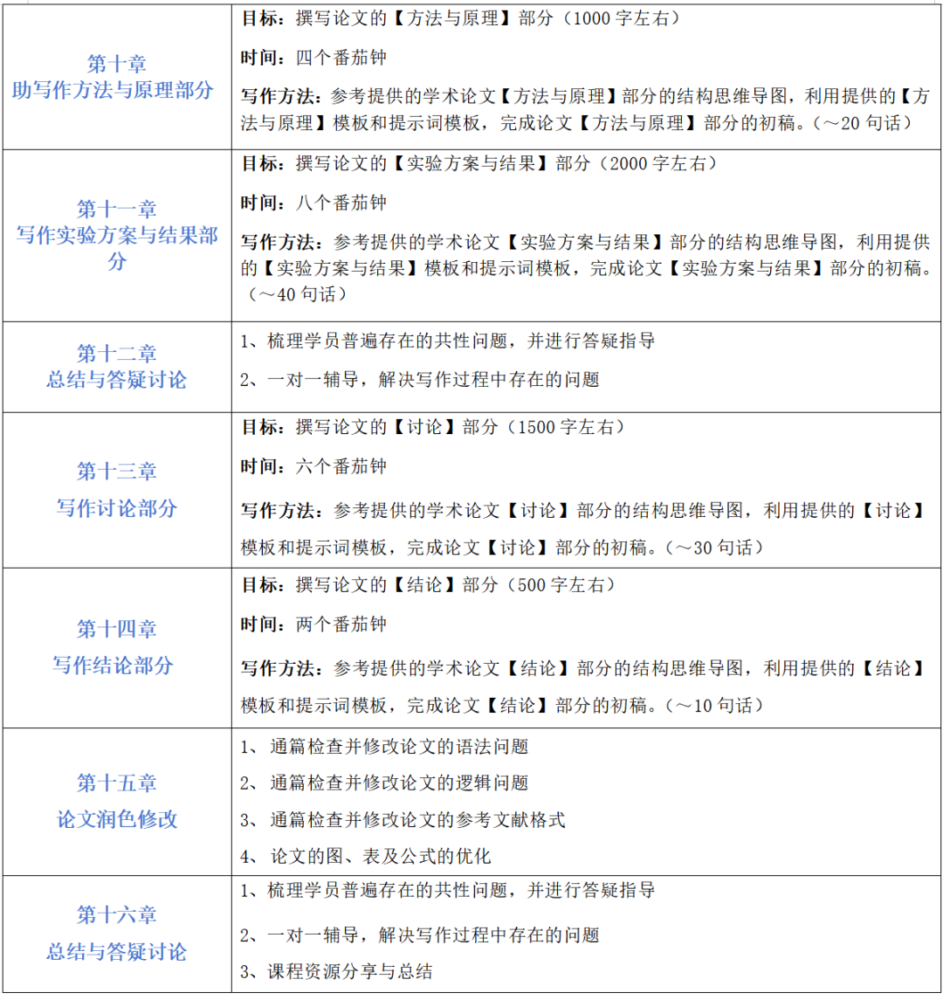 第十章
助写作方法与原理部分
目标：撰写论文的【方法与原理】部分（1000 字左右）
时间：四个番茄钟
写作方法：参考提供的学术论文【方法与原理】部分的结构思维导图，利用提供的【方
法与原理】模板和提示词模板，完成论文【方法与原理】部分的初稿。（～20 句话）
第十一章
写作实验方案与结果部
分
目标：撰写论文的【实验方案与结果】部分（2000 字左右）
时间：八个番茄钟
写作方法：参考提供的学术论文【实验方案与结果】部分的结构思维导图，利用提供
的【实验方案与结果】模板和提示词模板，完成论文【实验方案与结果】部分的初稿。
（～40 句话）
第十二章
总结与答疑讨论
1、梳理学员普遍存在的共性问题，并进行答疑指导
2、一对一辅导，解决写作过程中存在的问题
第十三章
写作讨论部分
目标：撰写论文的【讨论】部分（1500 字左右）
时间：六个番茄钟
写作方法：参考提供的学术论文【讨论】部分的结构思维导图，利用提供的【讨论】
模板和提示词模板，完成论文【讨论】部分的初稿。（～30 句话）
第十四章
写作结论部分
目标：撰写论文的【结论】部分（500 字左右）
时间：两个番茄钟
写作方法：参考提供的学术论文【结论】部分的结构思维导图，利用提供的【结论】
模板和提示词模板，完成论文【结论】部分的初稿。（～10 句话）
第十五章
论文润色修改
1、 通篇检查并修改论文的语法问题
2、 通篇检查并修改论文的逻辑问题
3、 通篇检查并修改论文的参考文献格式
4、 论文的图、表及公式的优化
第十六章
总结与答疑讨论
1、梳理学员普遍存在的共性问题，并进行答疑指导
2、一对一辅导，解决写作过程中存在的问题
3、课程资源分享与总结